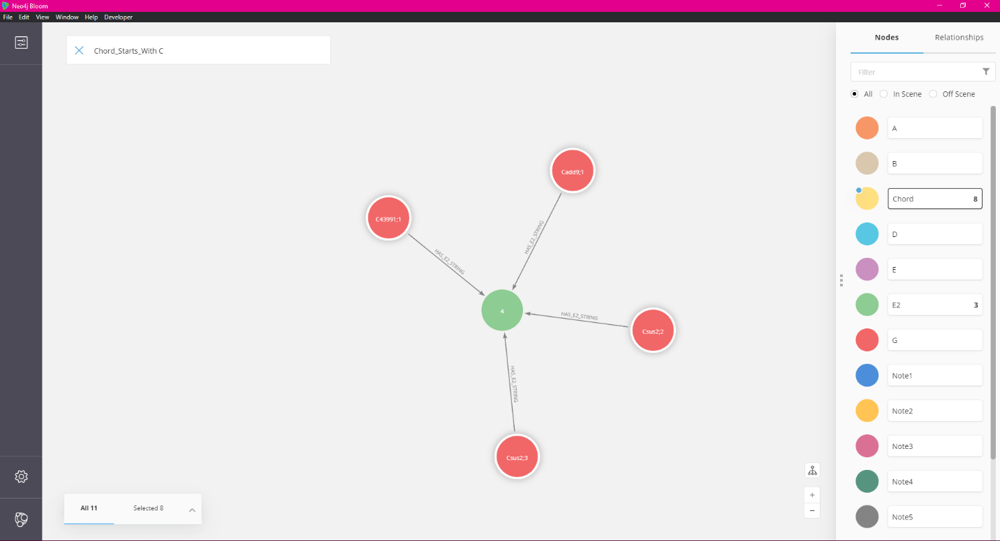 Neo4j Bloom
File Edit View Window Help Developer
Chord_Starts_With C
Nodes Relationships
Filter
All In Scene Off Scene
A
B
Chord 8
D
E
E2 3
G
Note1
Note2
Note3
Note4
Note5
Cadd9;1
C43991;1
HAS_E2_STRING
HAS_E2_STRING
4
HAS_E2_STRING
Csus2;2
HAS_E2_STRING
Csus2;3
All 11 Selected 8